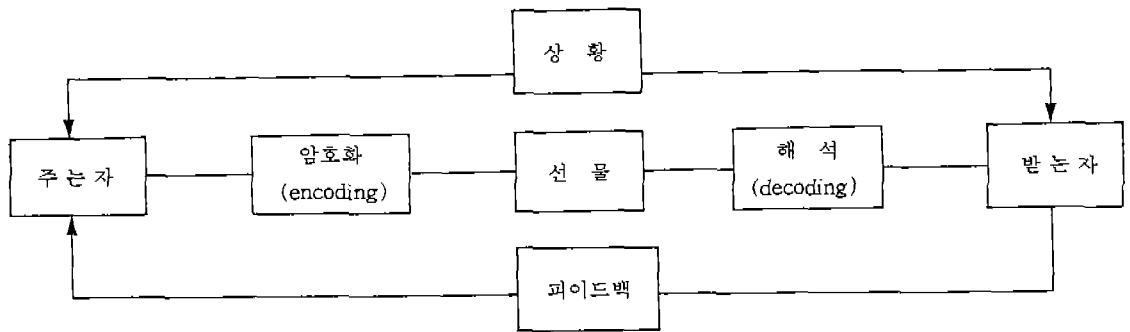 상 황
주는자
암호화
(encoding)
선 물
해 석
(decoding)
받는자
피이드백